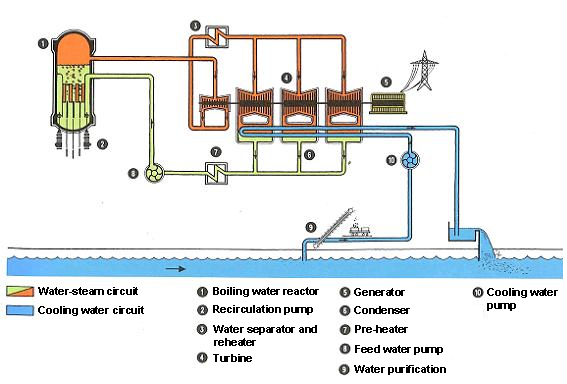 3
1
4
5
2
7
6
8
10
9
Water-steam circuit
Cooling water circuit
1 Boiling water reactor
2 Recirculation pump
3 Water separator and
reheater
4 Turbine
5 Generator
6 Condenser
7 Pre-heater
8 Feed water pump
9 Water purification
10 Cooling water
pump